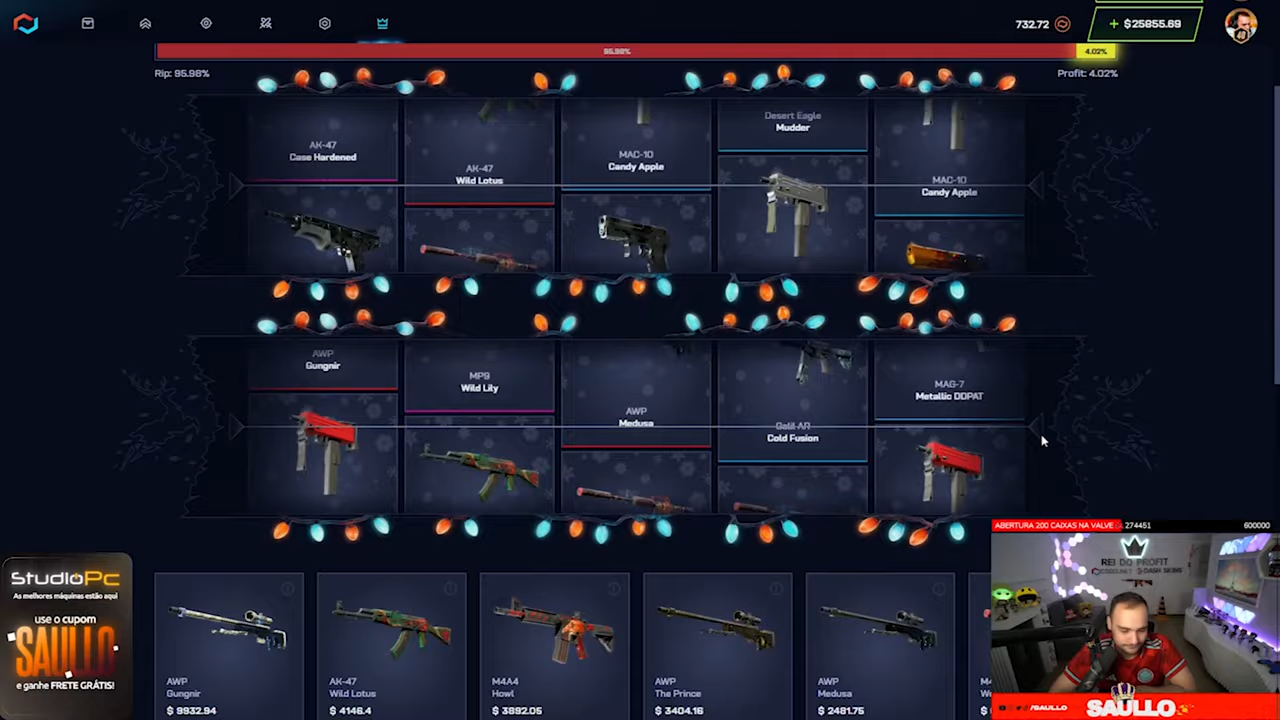 732.72
+ $25855.69
95.98%
4.02%
Rip: 95.98%
Profit: 4.02%
AK-47
Case Hardened
AK-47
Wild Lotus
MAC-10
Candy Apple
Desert Eagle
Mudder
MAC-10
Candy Apple
AWP
Gungnir
MP9
Wild Lily
AWP
Medusa
Galil AR
Cold Fusion
MAG-7
Metallic DDPAT
AWP
Gungnir
$ 9932.94
AK-47
Wild Lotus
$ 4146.4
M4A4
Howl
$ 3892.05
AWP
The Prince
$ 3404.16
AWP
Medusa
$ 2481.75
StudioPc
As melhores máquinas estão aqui
use o cupom
SAULLO
e ganhe FRETE GRÁTIS!
ABERTURA 200 CAIXAS NA VALVE
274451
600000
REI DO PROFIT
/SAULLO
SAULLO